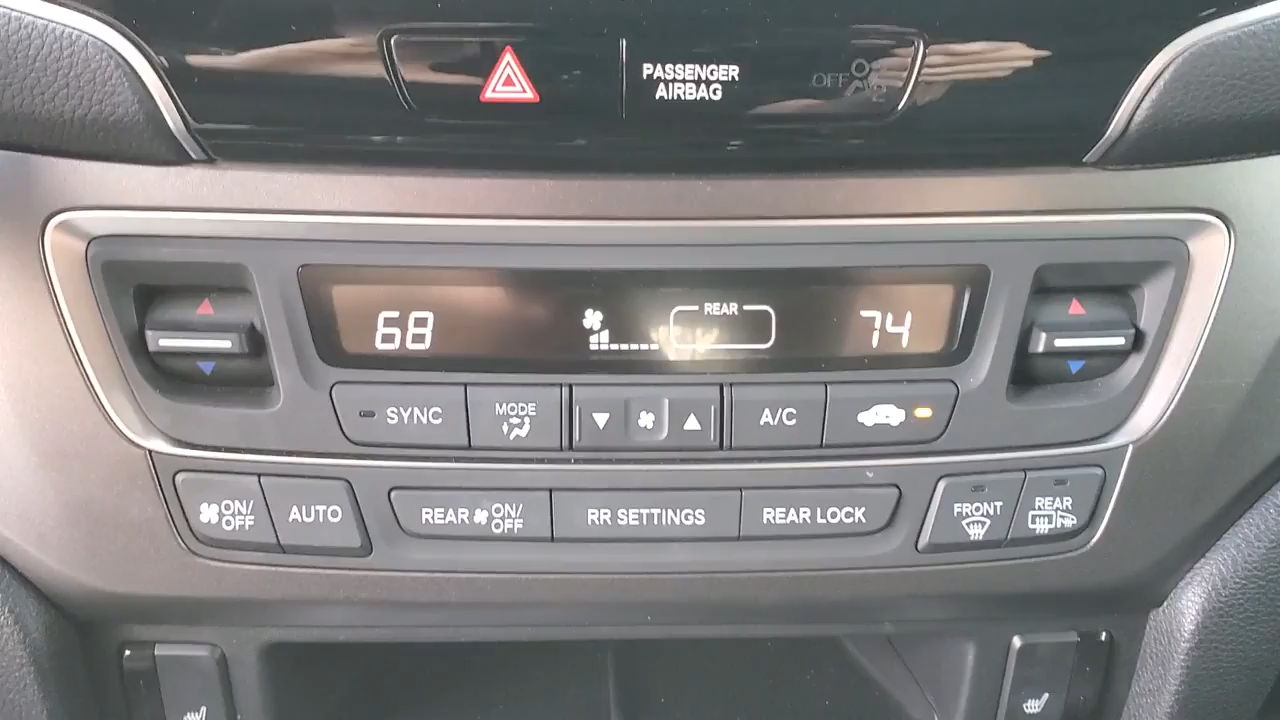 PASSENGER
AIRBAG
OFF
2
68
REAR
74
SYNC
MODE
A/C
ON/
OFF
AUTO
REAR ON/
OFF
RR SETTINGS
REAR LOCK
FRONT
REAR